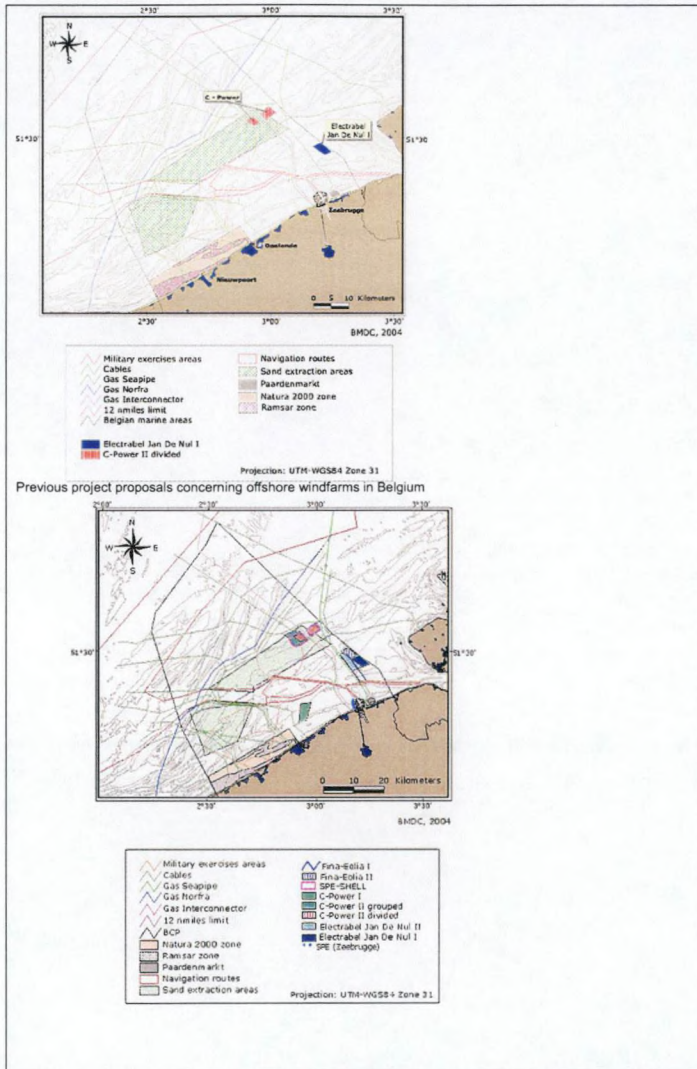 2°30'
3°00'
3°30'
N
W E
S
C - Power
51°30'
51°30
Electrabel
Jan De Nul I
Zeebrugge
Oostende
Nieuwpoort
0 5 10 Kilometers
2°30'
3°00'
3°30'
BMDC, 2004
Military exercises areas
Cables
Gas Seapipe
Gas Norfra
Gas Interconnector
12 nmiles limit
Belgian marine areas
Navigation routes
Sand extraction areas
Paardenmarkt
Natura 2000 zone
Ramsar zone
Electrabel Jan De Nul I
C-Power II divided
Projection: UTM-WGS84 Zone 31
Previous project proposals concerning offshore windfarms in Belgium
2°30'
3°00'
3°30'
N
W E
S
51°30'
51°30'
0 10 20 Kilometers
2°30'
3°00'
3°30'
BMDC, 2004
Military exercises areas
Cables
Gas Seapipe
Gas Norfra
Gas Interconnector
12 nmiles limit
BCP
Natura 2000 zone
Ramsar zone
Paardenmarkt
Navigation routes
Sand extraction areas
Fina-Eolia I
Fina-Eolia II
SPE-SHELL
C-Power I
C-Power II grouped
C-Power II divided
Electrabel Jan De Nul II
Electrabel Jan De Nul I
SPE (Zeebrugge)
Projection: UTM-WGS84 Zone 31